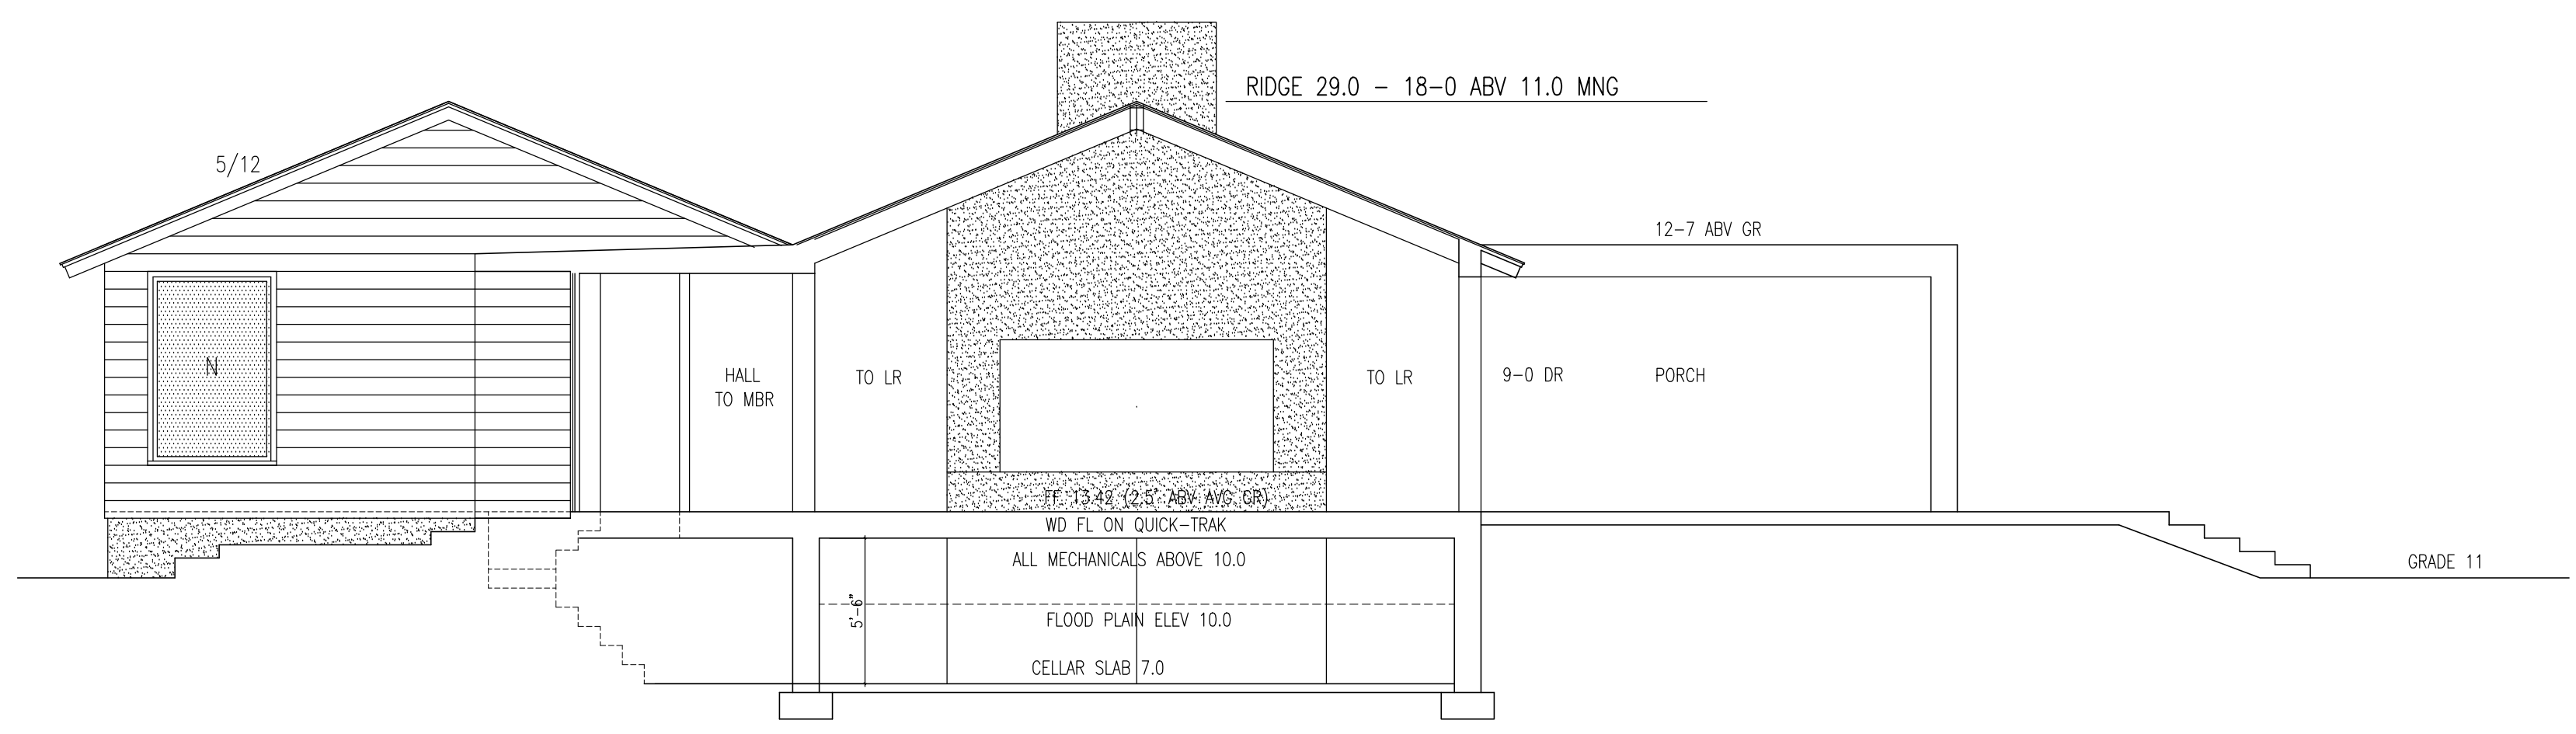 RIDGE 29.0 – 18–0 ABV 11.0 MNG
5/12
12–7 ABV GR
N
HALL
TO MBR
TO LR
TO LR
9–0 DR
PORCH
FF 13.42 (2.5' ABV AVG GR)
WD FL ON QUICK–TRAK
ALL MECHANICALS ABOVE 10.0
GRADE 11
5'–6"
FLOOD PLAIN ELEV 10.0
CELLAR SLAB 7.0